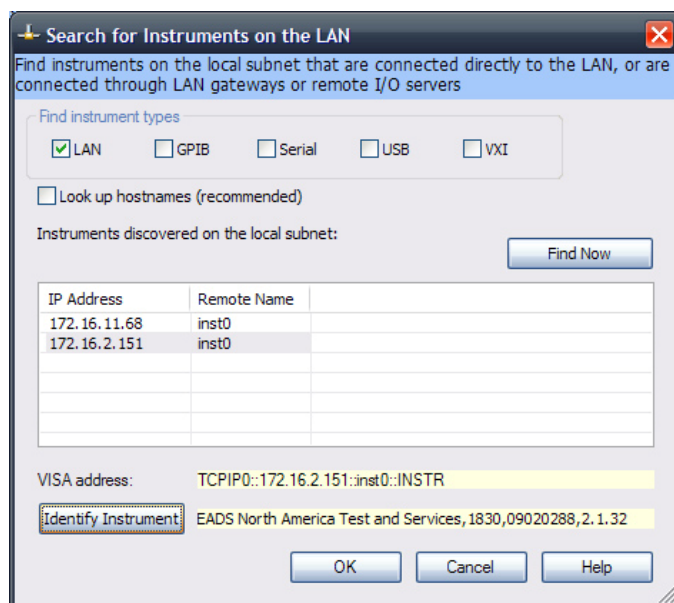 Search for Instruments on the LAN
Find instruments on the local subnet that are connected directly to the LAN, or are
connected through LAN gateways or remote I/O servers
Find instrument types
LAN GPIB Serial USB VXI
Look up hostnames (recommended)
Instruments discovered on the local subnet:
Find Now
IP Address Remote Name
172.16.11.68 inst0
172.16.2.151 inst0
VISA address: TCPIP0::172.16.2.151::inst0::INSTR
Identify Instrument EADS North America Test and Services,1830,09020288,2.1.32
OK Cancel Help